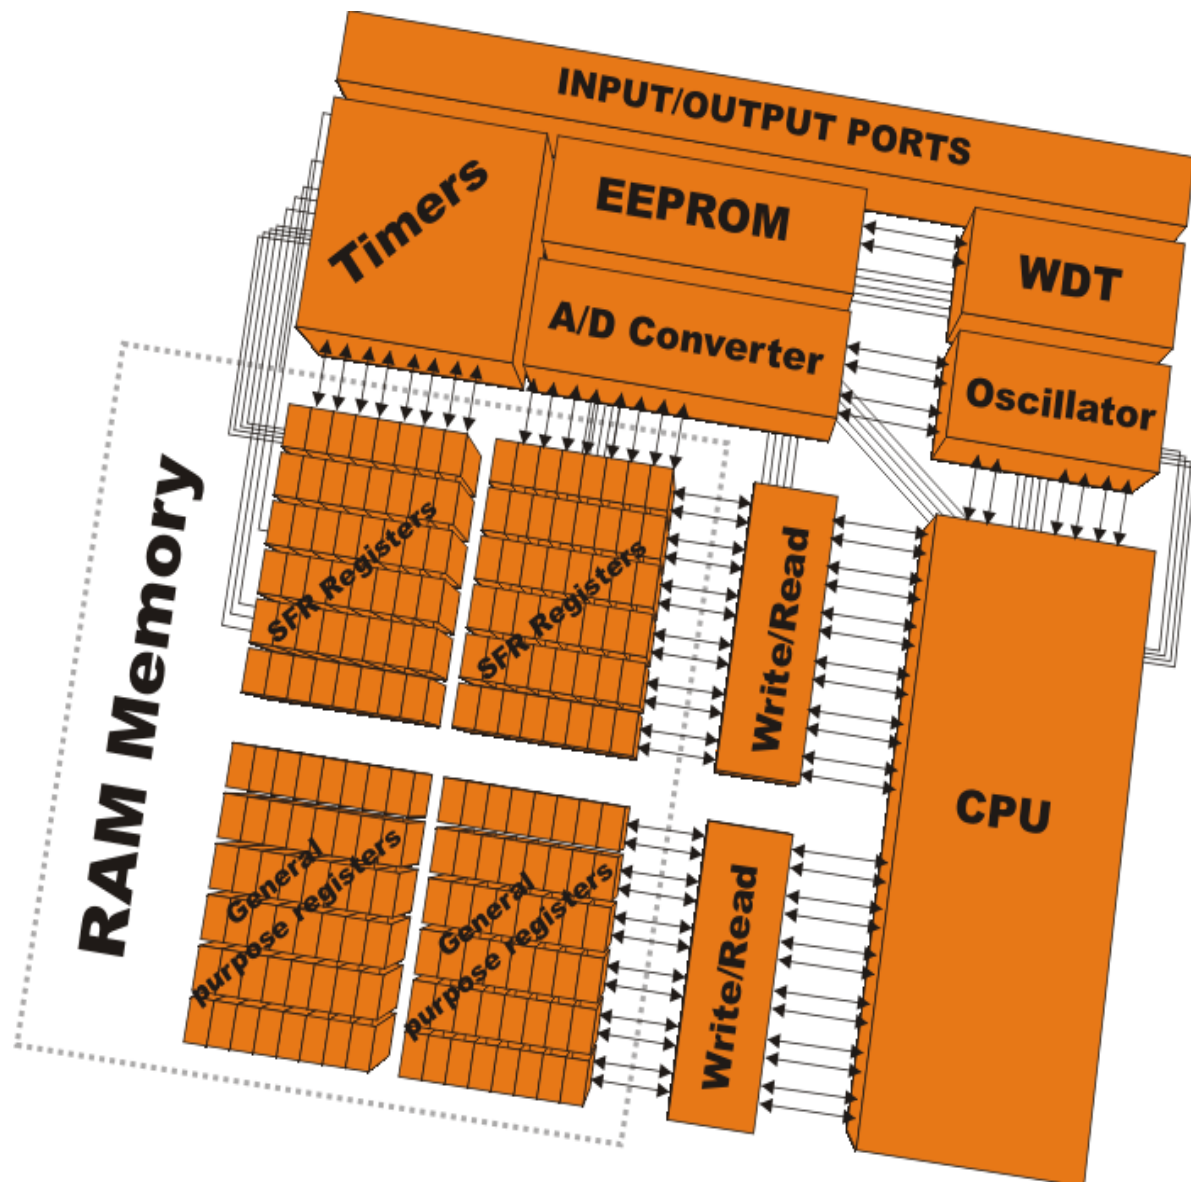 INPUT/OUTPUT PORTS
Timers
EEPROM
WDT
A/D Converter
Oscillator
RAM Memory
SFR Registers
SFR Registers
Write/Read
CPU
General
purpose registers
General
purpose registers
Write/Read